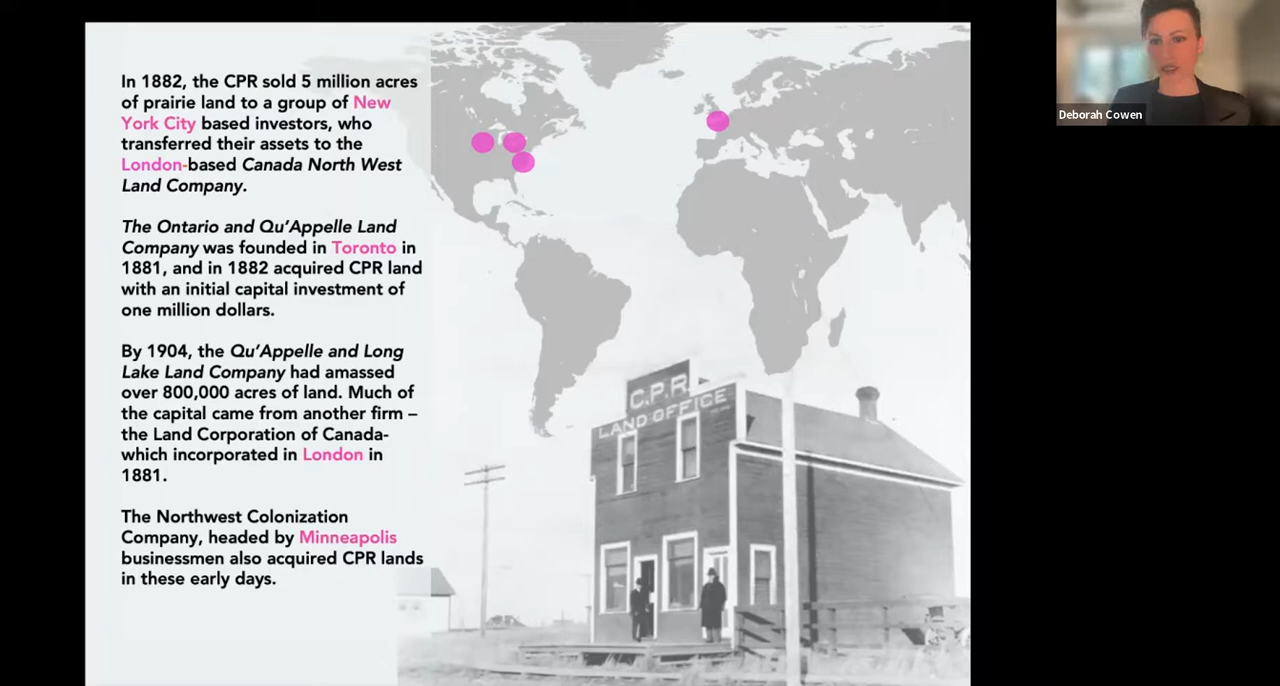 In 1882, the CPR sold 5 million acres
of prairie land to a group of New
York City based investors, who
transferred their assets to the
London-based Canada North West
Land Company.
The Ontario and Qu’Appelle Land
Company was founded in Toronto in
1881, and in 1882 acquired CPR land
with an initial capital investment of
one million dollars.
By 1904, the Qu’Appelle and Long
Lake Land Company had amassed
over 800,000 acres of land. Much of
the capital came from another firm –
the Land Corporation of Canada-
which incorporated in London in
1881.
The Northwest Colonization
Company, headed by Minneapolis
businessmen also acquired CPR lands
in these early days.
C.P.R.
LAND OFFICE
Deborah Cowen